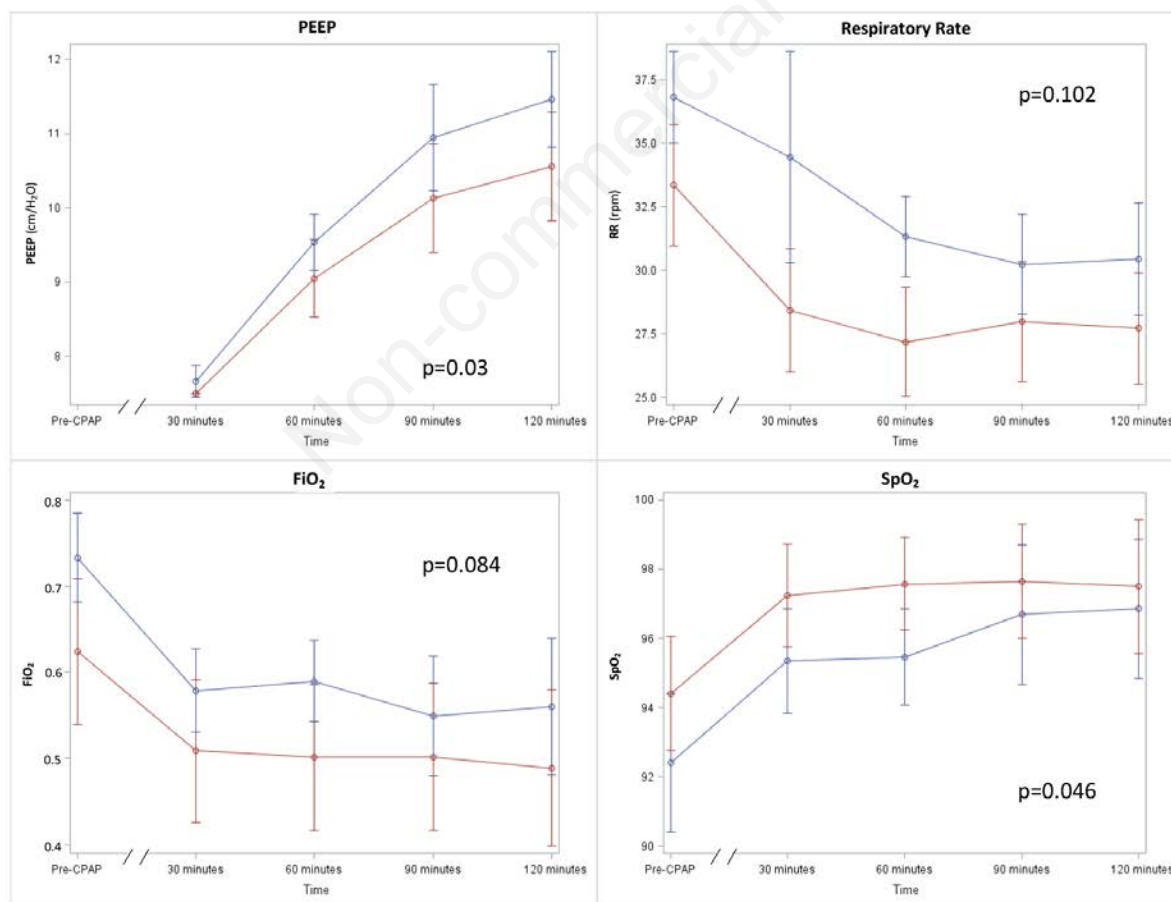 PEEP
12
11
10
9
8
PEEP (cm/H₂O)
p=0.03
Pre-CPAP // 30 minutes 60 minutes 90 minutes 120 minutes
Time
Respiratory Rate
37.5
35.0
32.5
30.0
27.5
25.0
RR (rpm)
p=0.102
Pre-CPAP // 30 minutes 60 minutes 90 minutes 120 minutes
Time
FiO₂
0.8
0.7
0.6
0.5
0.4
FiO₂
p=0.084
Pre-CPAP // 30 minutes 60 minutes 90 minutes 120 minutes
Time
SpO₂
100
98
96
94
92
90
SpO₂
p=0.046
Pre-CPAP // 30 minutes 60 minutes 90 minutes 120 minutes
Time
Non-commercial